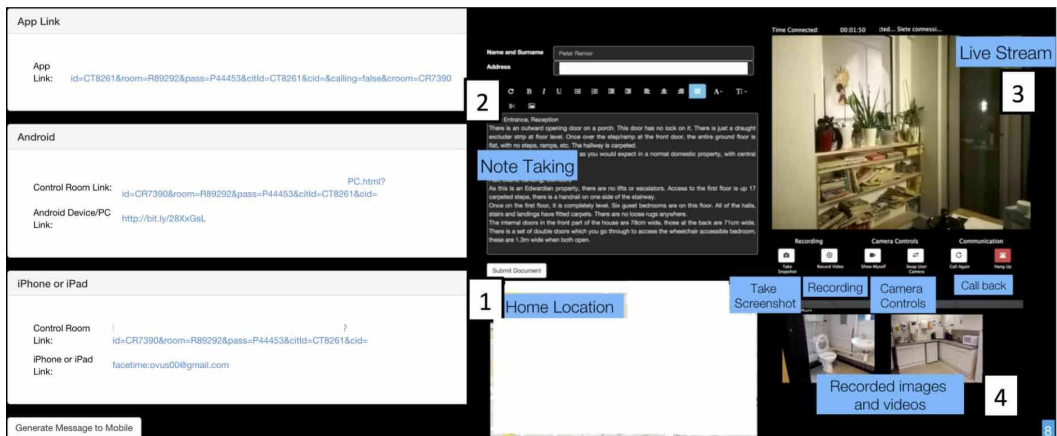 App Link
App
Link: id=CT8261&room=R89292&pass=P44453&citId=CT8261&cid=&calling=false&croom=CR7390
Android
PC.html?
Control Room Link:
id=CR7390&room=R89292&pass=P44453&citId=CT8261&cid=
Android Device/PC
Link: http://bit.ly/28XxGsL
iPhone or iPad
Control Room ?
Link: id=CR7390&room=R89292&pass=P44453&citId=CT8261&cid=
iPhone or iPad
Link: facetime:ovus00@gmail.com
Generate Message to Mobile
Name and Surname Peter Remor
Address
2
Entrance, Reception
There is an outward opening door on a porch. This door has no lock on it. There is just a draught
excluder strip at floor level. Once over the step/ramp at the front door, the entire ground floor is
flat, with no steps, ramps, etc. The hallway is carpeted.
as you would expect in a normal domestic property, with central
Note Taking
As this is an Edwardian property, there are no lifts or escalators. Access to the first floor is up 17
carpeted steps, there is a handrail on one side of the stairway.
Once on the first floor, it is completely level. Six guest bedrooms are on this floor. All of the halls,
stairs and landings have fitted carpets. There are no loose rugs anywhere.
The internal doors in the front part of the house are 78cm wide, those at the back are 71cm wide.
There is a set of double doors which you go through to access the wheelchair accessible bedroom,
these are 1.3m wide when both open.
Submit Document
1
Home Location
Time Connected: 00:01:50 :ted... Siete connessi...
Live Stream
3
Recording Camera Controls Communication
Take Snapshot Record Video Show Myself Swap User Camera Call Again Hang Up
Take Screenshot
Recording
Camera Controls
Call back
Recorded images
and videos
4
8